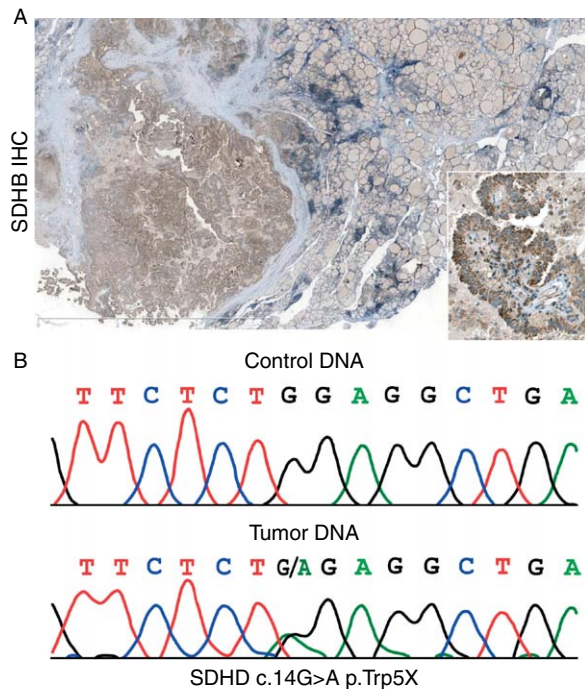 A
SDHB IHC
B
Control DNA
T T C T C T G G A G G C T G A
Tumor DNA
T T C T C T G/A G A G G C T G A
SDHD c.14G>A p.Trp5X